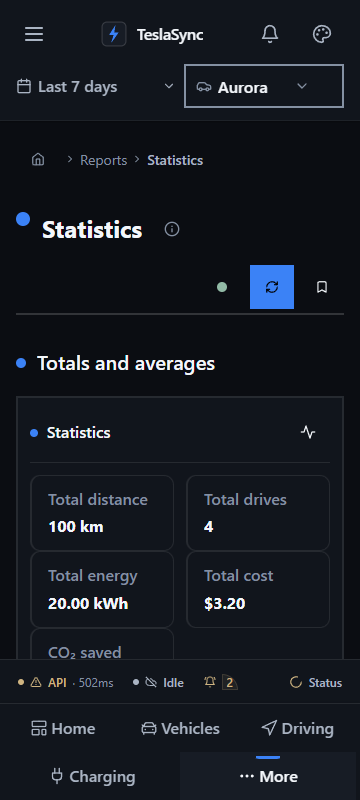 TeslaSync
Last 7 days
Aurora
Reports
Statistics
Statistics
Totals and averages
Statistics
Total distance
100 km
Total drives
4
Total energy
20.00 kWh
Total cost
$3.20
CO₂ saved
API · 502ms
Idle
2
Status
Home
Vehicles
Driving
Charging
More